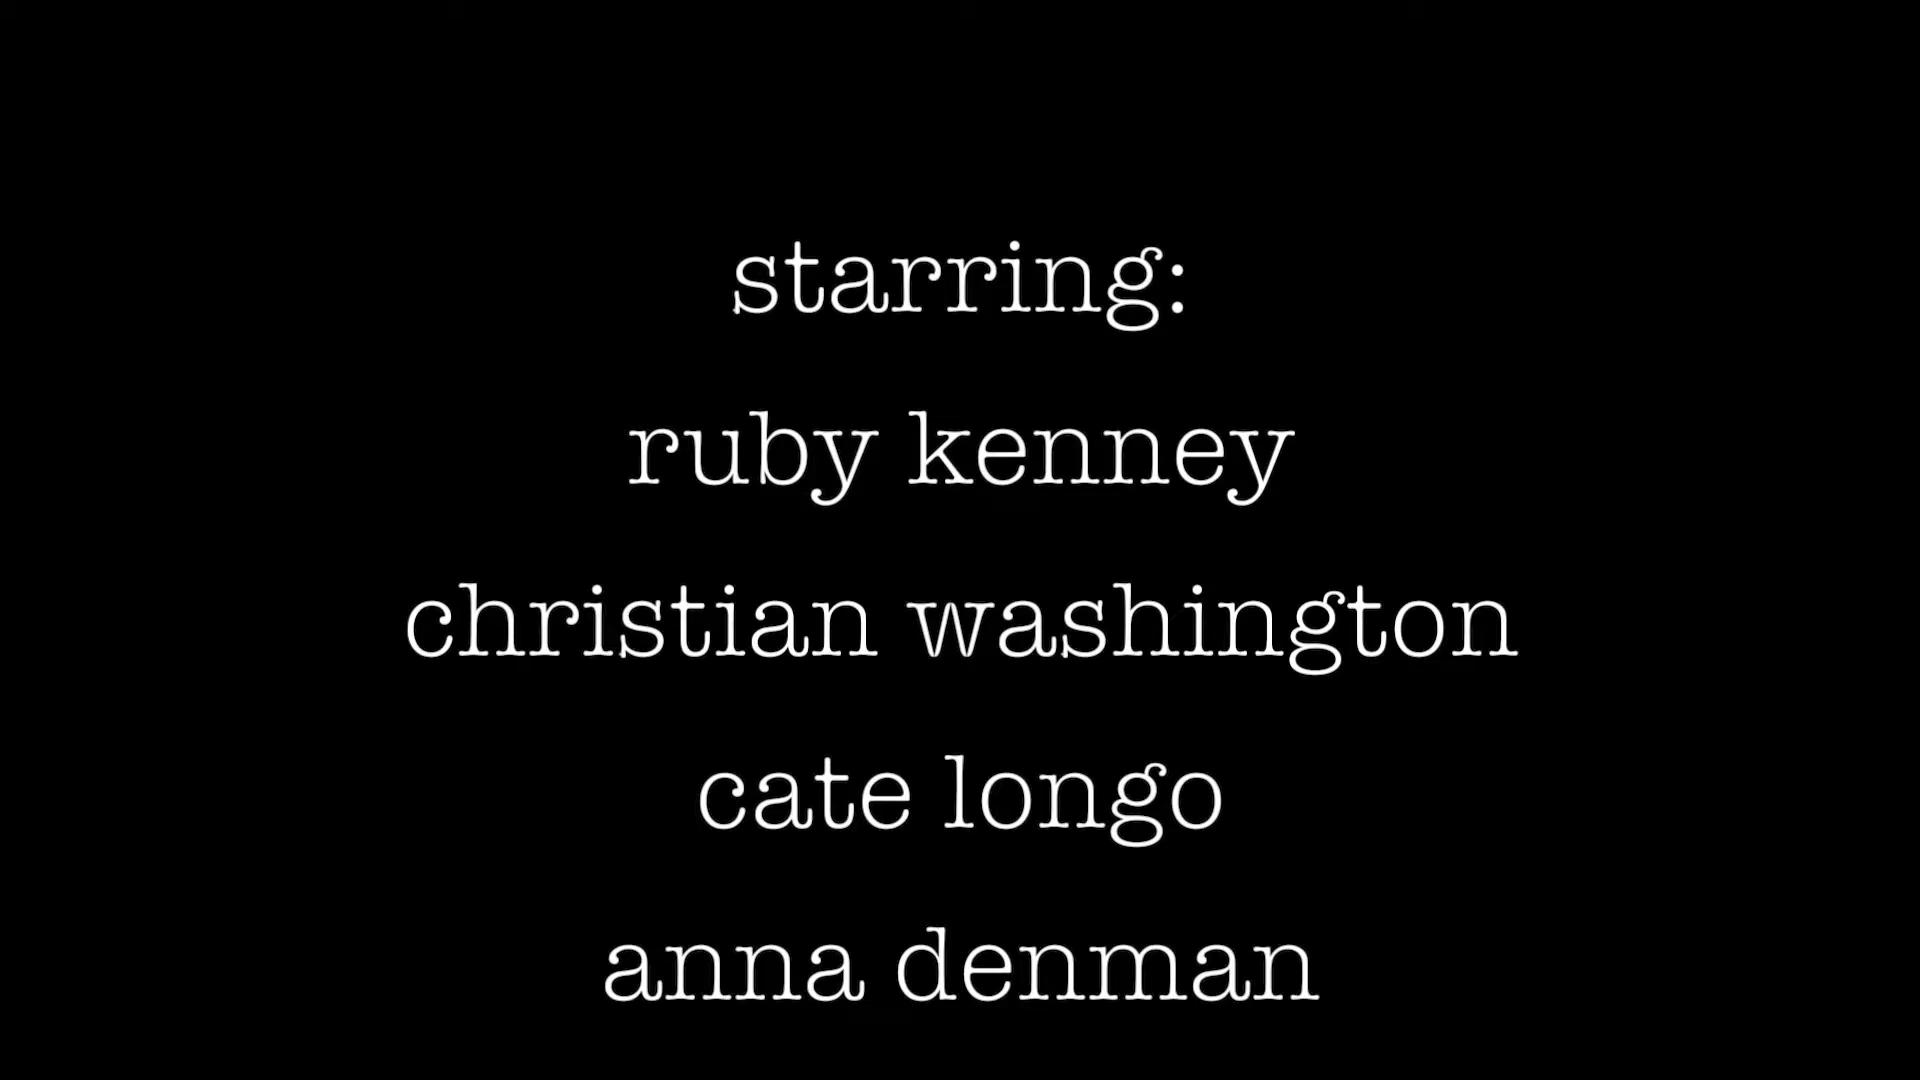 starring:
ruby kenney
christian washington
cate longo
anna denman